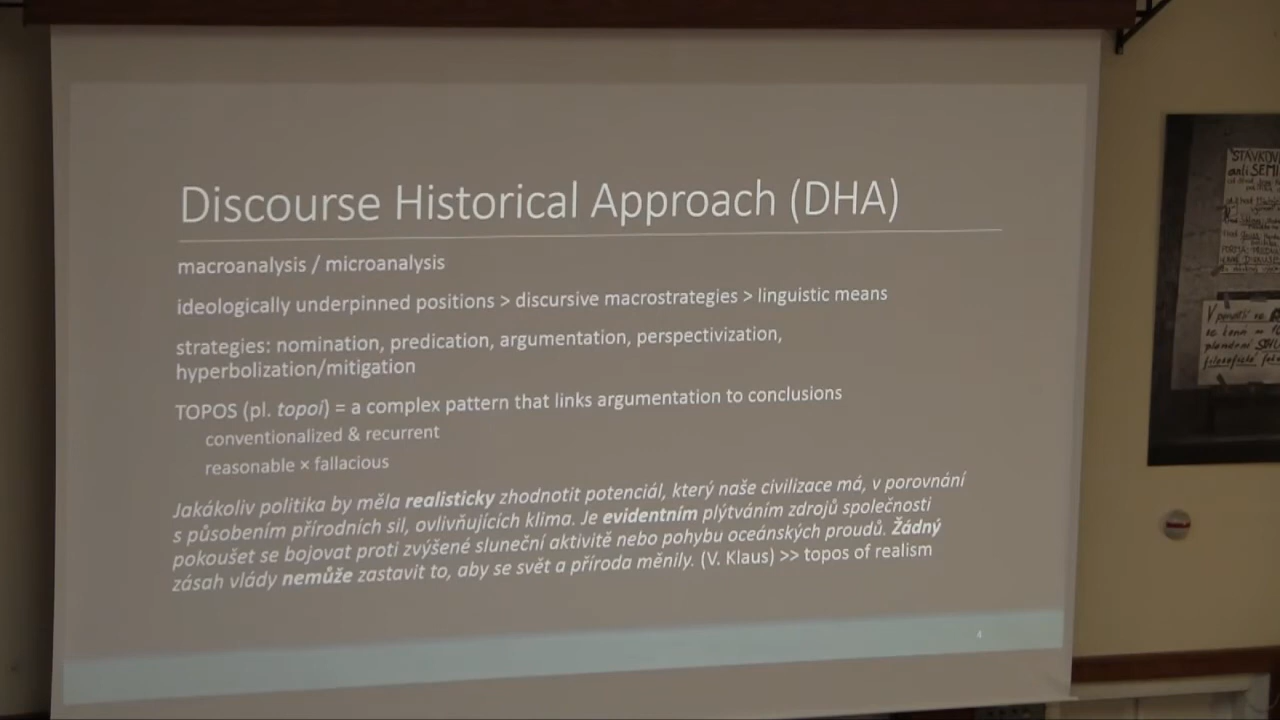 Discourse Historical Approach (DHA)
macroanalysis / microanalysis
ideologically underpinned positions > discursive macrostrategies > linguistic means
strategies: nomination, predication, argumentation, perspectivization,
hyperbolization/mitigation
TOPOS (pl. topoi) = a complex pattern that links argumentation to conclusions
conventionalized & recurrent
reasonable × fallacious
Jakákoliv politika by měla realisticky zhodnotit potenciál, který naše civilizace má, v porovnání
s působením přírodních sil, ovlivňujících klima. Je evidentním plýtváním zdrojů společnosti
pokoušet se bojovat proti zvýšené sluneční aktivitě nebo pohybu oceánských proudů. Žádný
zásah vlády nemůže zastavit to, aby se svět a příroda měnily. (V. Klaus) >> topos of realism
4
STÁVKOV
anti SEMI